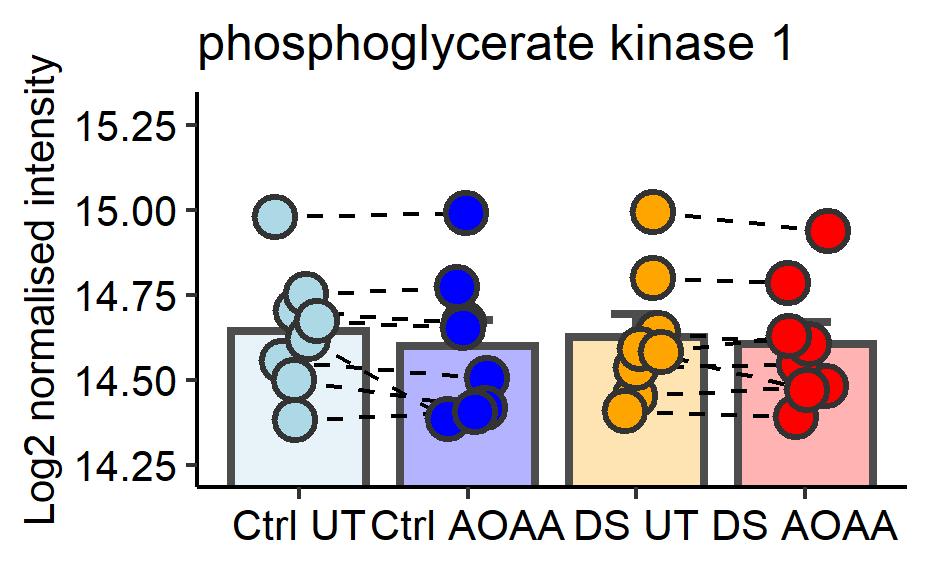 phosphoglycerate kinase 1
Log2 normalised intensity
15.25
15.00
14.75
14.50
14.25
Ctrl UT Ctrl AOAA DS UT DS AOAA